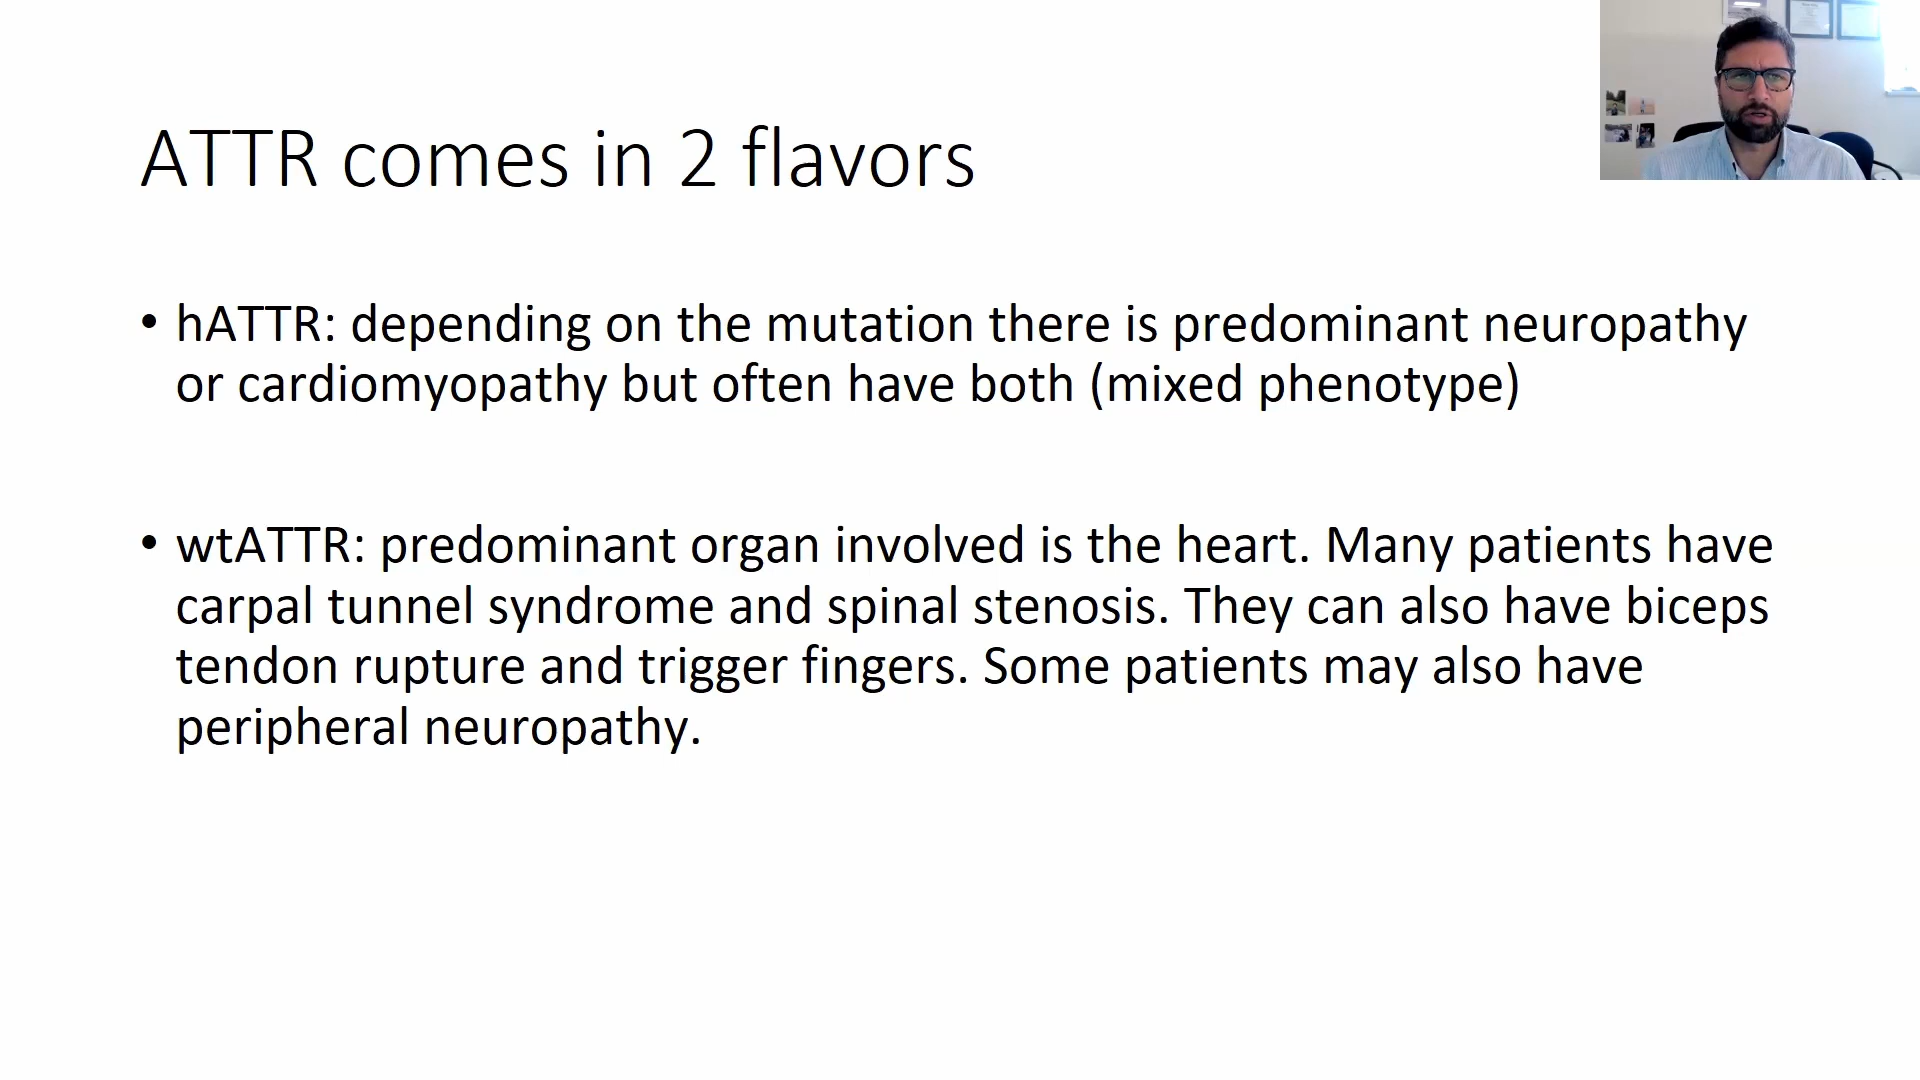 ATTR comes in 2 flavors
• hATTR: depending on the mutation there is predominant neuropathy
or cardiomyopathy but often have both (mixed phenotype)
• wtATTR: predominant organ involved is the heart. Many patients have
carpal tunnel syndrome and spinal stenosis. They can also have biceps
tendon rupture and trigger fingers. Some patients may also have
peripheral neuropathy.